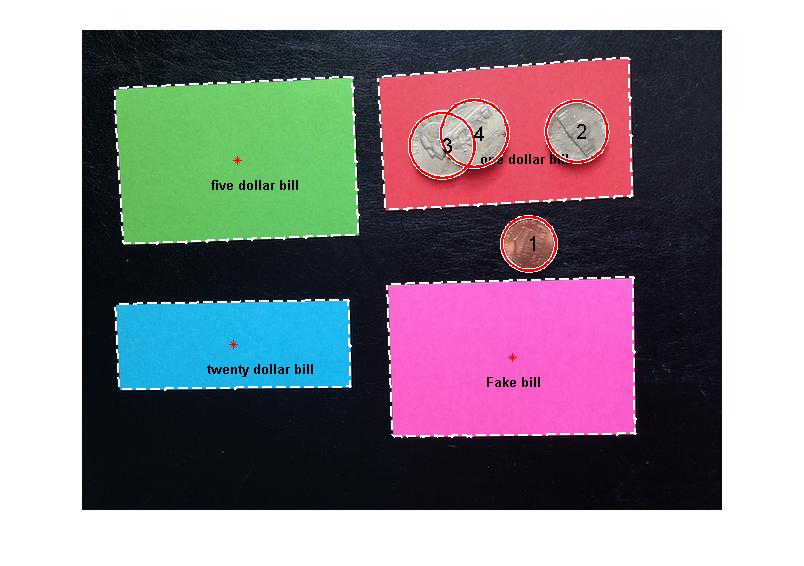 five dollar bill
3
4
2
one dollar bill
1
twenty dollar bill
Fake bill